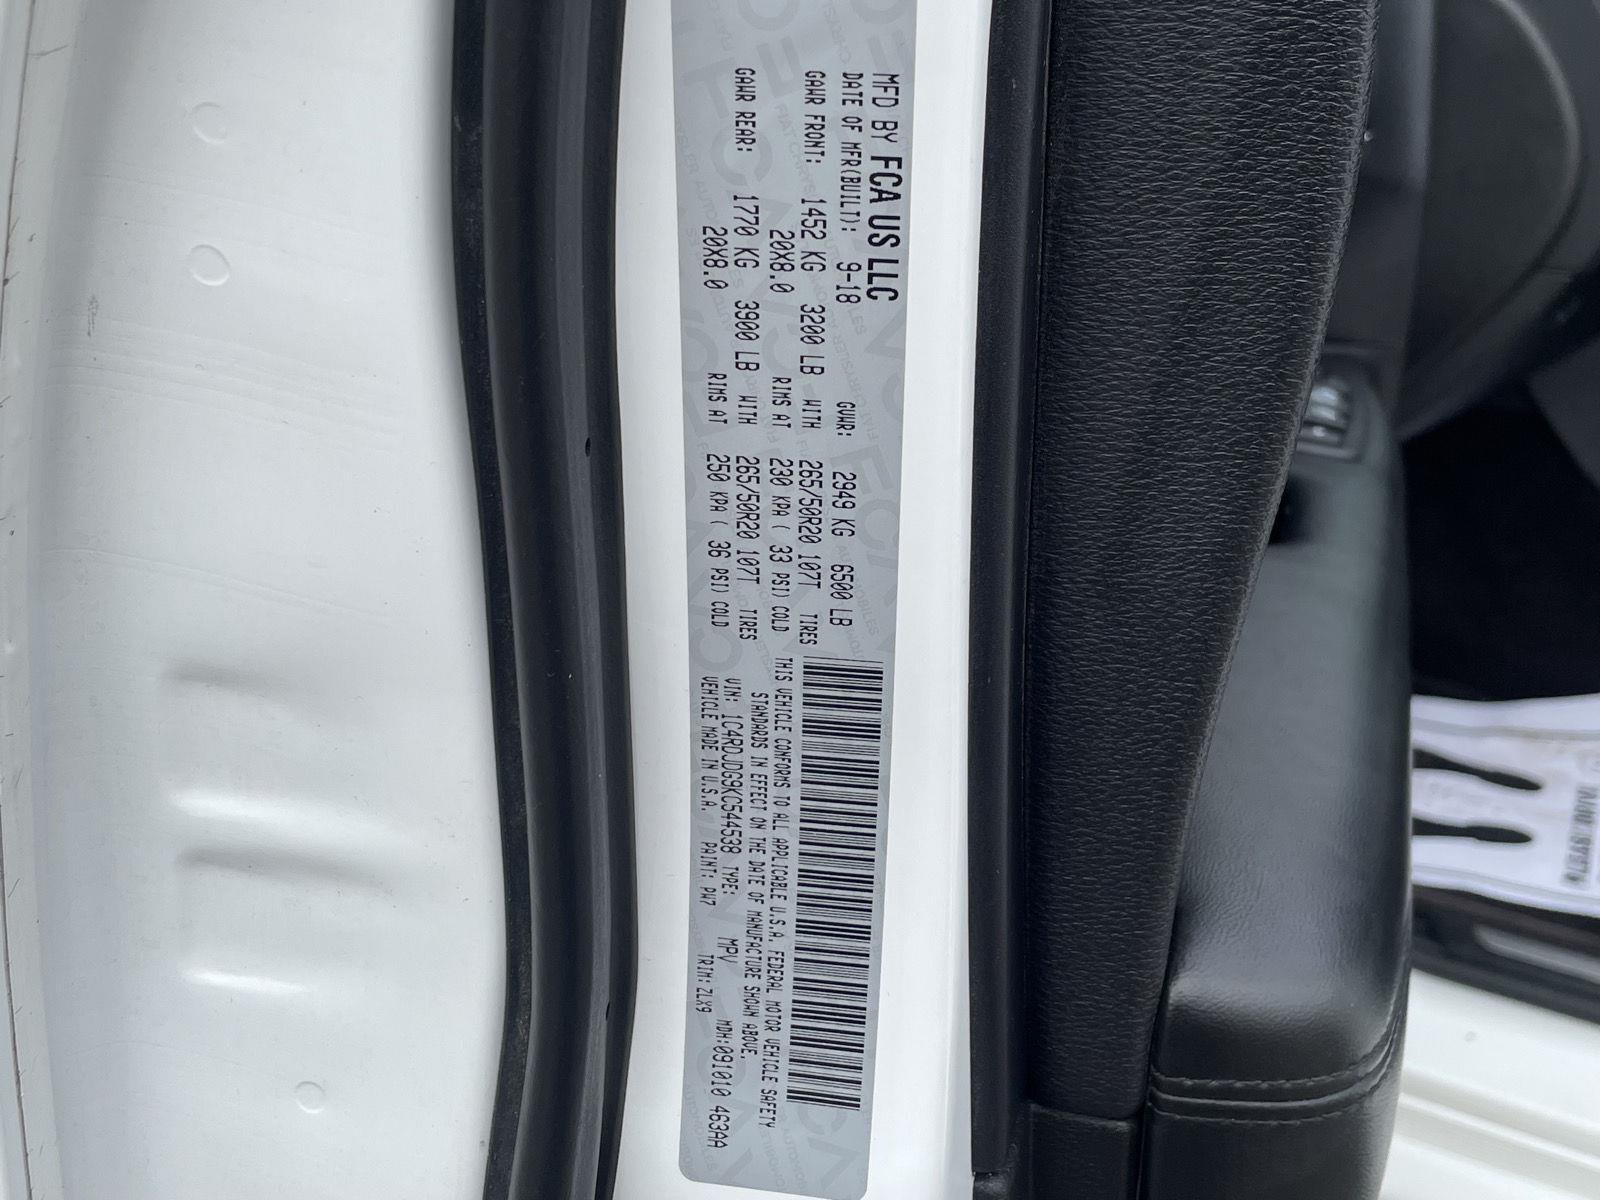 MFD BY FCA US LLC
DATE OF MFR(BUILT): 9-18 GVWR: 2949 KG 6500 LB
GAWR FRONT: 1452 KG 3200 LB WITH 265/50R20 107T TIRES
20X8.0 RIMS AT 230 KPA ( 33 PSI) COLD
GAWR REAR: 1770 KG 3900 LB WITH 265/50R20 107T TIRES
20X8.0 RIMS AT 250 KPA ( 36 PSI) COLD
THIS VEHICLE CONFORMS TO ALL APPLICABLE U.S.A. FEDERAL MOTOR VEHICLE SAFETY
STANDARDS IN EFFECT ON THE DATE OF MANUFACTURE SHOWN ABOVE.
VIN: 1C4RDJDG9KC544538 TYPE: MPV MDH:091010 463AA
VEHICLE MADE IN U.S.A. PAINT: PW7 TRIM:ZLX9